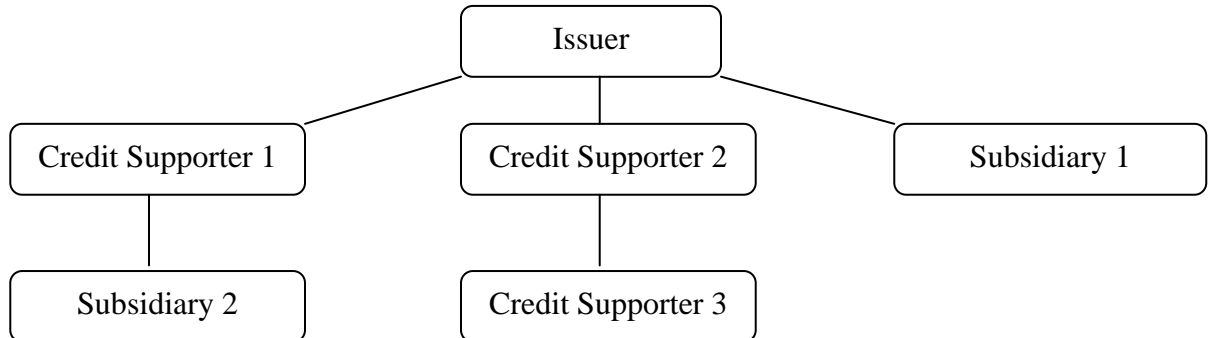 Issuer
Credit Supporter 1
Credit Supporter 2
Subsidiary 1
Subsidiary 2
Credit Supporter 3